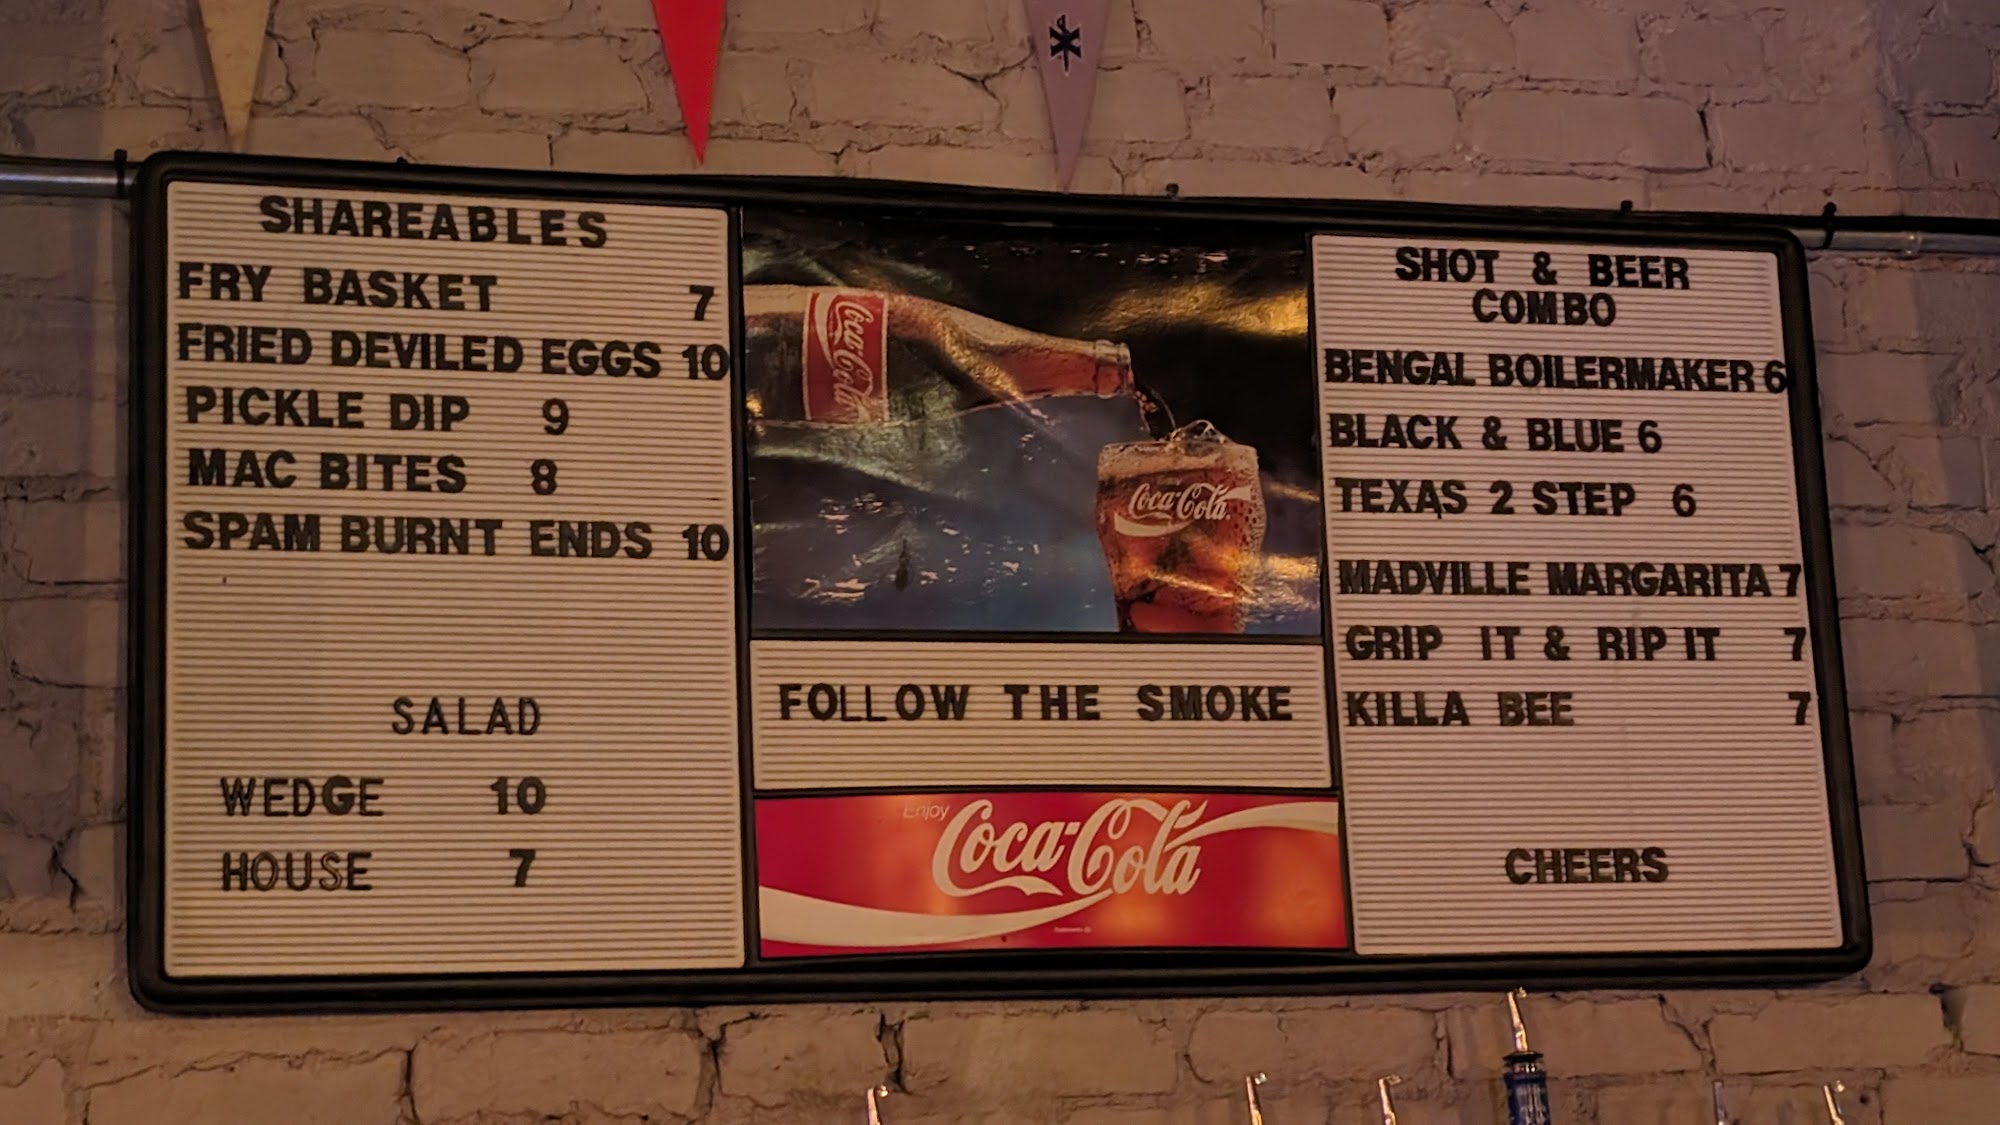 SHAREABLES
FRY BASKET 7
FRIED DEVILED EGGS 10
PICKLE DIP 9
MAC BITES 8
SPAM BURNT ENDS 10
SALAD
WEDGE 10
HOUSE 7
Coca-Cola
Coca-Cola
FOLLOW THE SMOKE
Enjoy
Coca-Cola
SHOT & BEER
COMBO
BENGAL BOILERMAKER 6
BLACK & BLUE 6
TEXAS 2 STEP 6
MADVILLE MARGARITA 7
GRIP IT & RIP IT 7
KILLA BEE 7
CHEERS